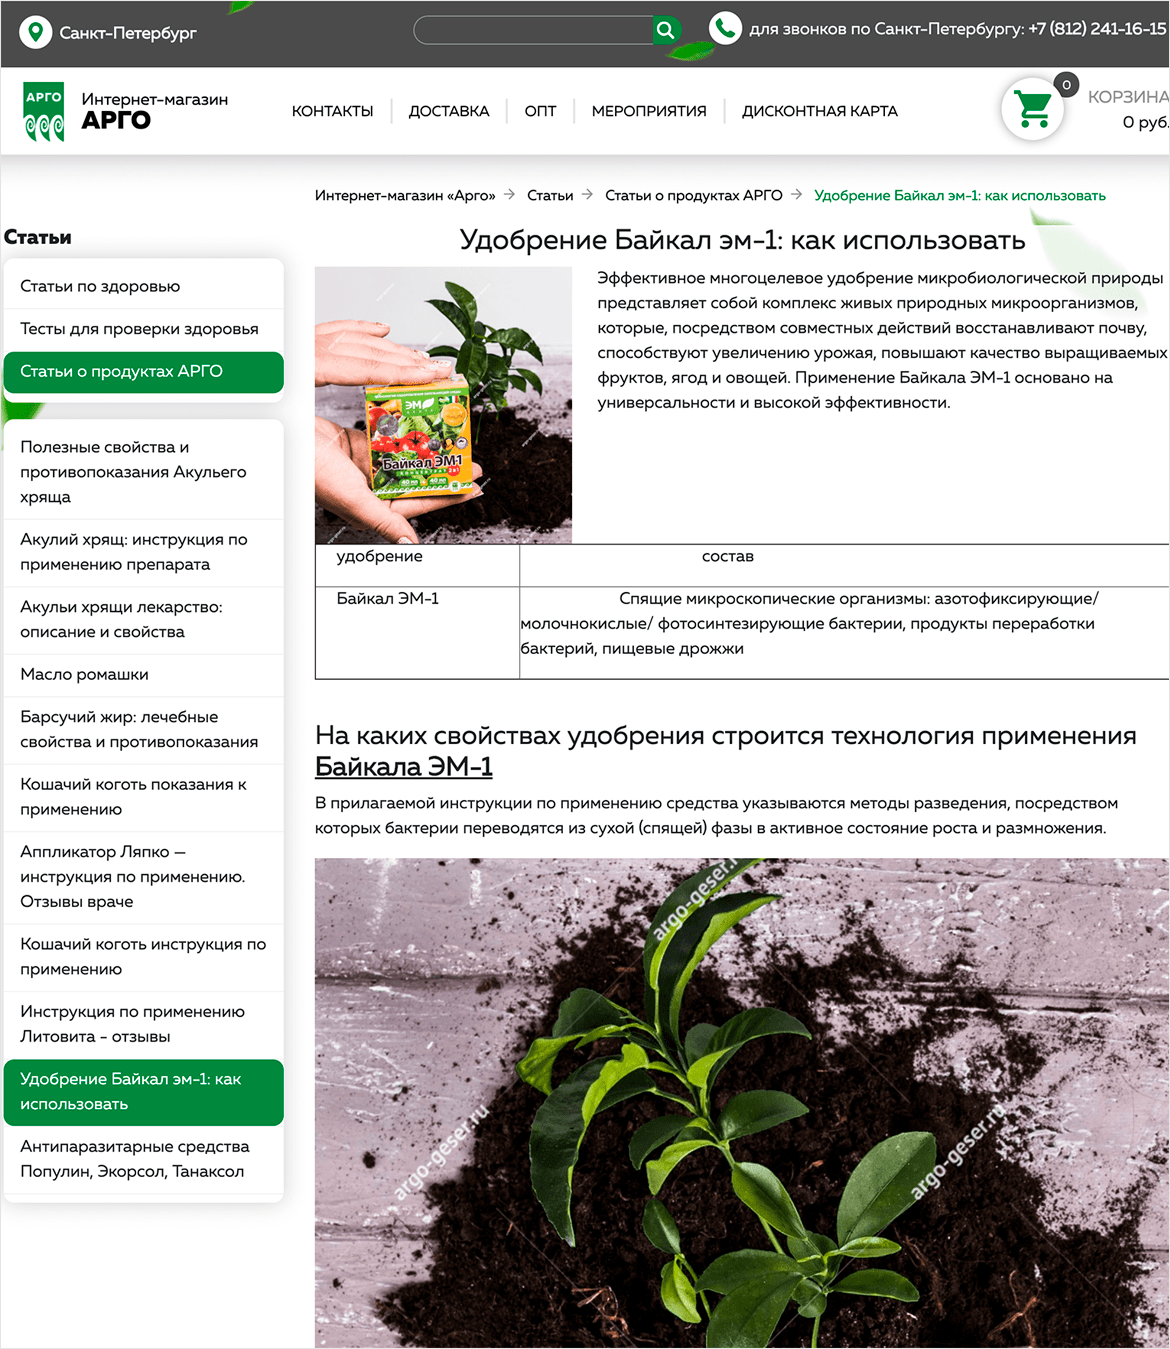 Санкт-Петербург
для звонков по Санкт-Петербургу: +7 (812) 241-16-15
АРГО
Интернет-магазин
АРГО
КОНТАКТЫ
ДОСТАВКА
ОПТ
МЕРОПРИЯТИЯ
ДИСКОНТНАЯ КАРТА
0
КОРЗИНА
0 руб.
Интернет-магазин «Арго» → Статьи → Статьи о продуктах АРГО → Удобрение Байкал эм-1: как использовать
Статьи
Статьи по здоровью
Тесты для проверки здоровья
Статьи о продуктах АРГО
Полезные свойства и
противопоказания Акульего
хряща
Акулий хрящ: инструкция по
применению препарата
Акульи хрящи лекарство:
описание и свойства
Масло ромашки
Барсучий жир: лечебные
свойства и противопоказания
Кошачий коготь показания к
применению
Аппликатор Ляпко —
инструкция по применению.
Отзывы враче
Кошачий коготь инструкция по
применению
Инструкция по применению
Литовита - отзывы
Удобрение Байкал эм-1: как
использовать
Антипаразитарные средства
Популин, Экорсол, Танаксол
Удобрение Байкал эм-1: как использовать
Эффективное многоцелевое удобрение микробиологической природы
представляет собой комплекс живых природных микроорганизмов,
которые, посредством совместных действий восстанавливают почву,
способствуют увеличению урожая, повышают качество выращиваемых
фруктов, ягод и овощей. Применение Байкала ЭМ-1 основано на
универсальности и высокой эффективности.
ЭМ
Байкал ЭМ1
КОНЦЕНТРАТ 2в1
40 мл + 40 мл
удобрение
состав
Байкал ЭМ-1
Спящие микроскопические организмы: азотофиксирующие/
молочнокислые/ фотосинтезирующие бактерии, продукты переработки
бактерий, пищевые дрожжи
На каких свойствах удобрения строится технология применения
Байкала ЭМ-1
В прилагаемой инструкции по применению средства указываются методы разведения, посредством
которых бактерии переводятся из сухой (спящей) фазы в активное состояние роста и размножения.
argo-geser.r
argo-geser.ru
argo-geser.ru